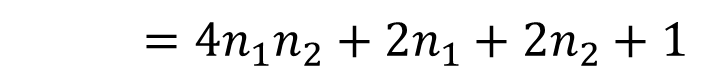 = 4n₁n₂ + 2n₁ + 2n₂ + 1